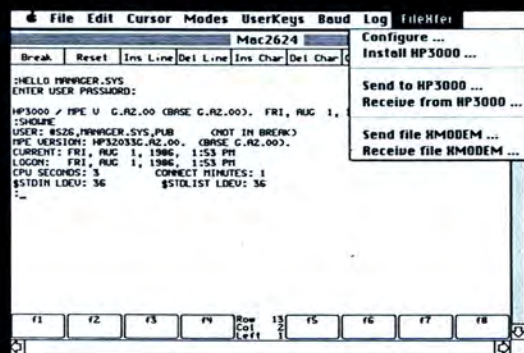 File Edit Cursor Modes UserKeys Baud Log FileXfer
Mac2624
Configure ...
Install HP3000 ...
Send to HP3000 ...
Receive from HP3000 ...
Send file XMODEM ...
Receive file XMODEM ...
Break Reset Ins Line Del Line Ins Char Del Char
:HELLO MANAGER.SYS
ENTER USER PASSWORD:
HP3000 / MPE V G.A2.00 (BASE G.A2.00). FRI, AUG 1,
:SHOWME
USER: #S26,MANAGER.SYS,PUB (NOT IN BREAK)
MPE VERSION: HP32033G.A2.00. (BASE G.A2.00).
CURRENT: FRI, AUG 1, 1986, 1:53 PM
LOGON: FRI, AUG 1, 1986, 1:53 PM
CPU SECONDS: 3 CONNECT MINUTES: 1
$STDIN LDEV: 36 $STDLIST LDEV: 36
:_
f1 f2 f3 f4 Row 13 f5 f6 f7 f8
Col 2
Left 1